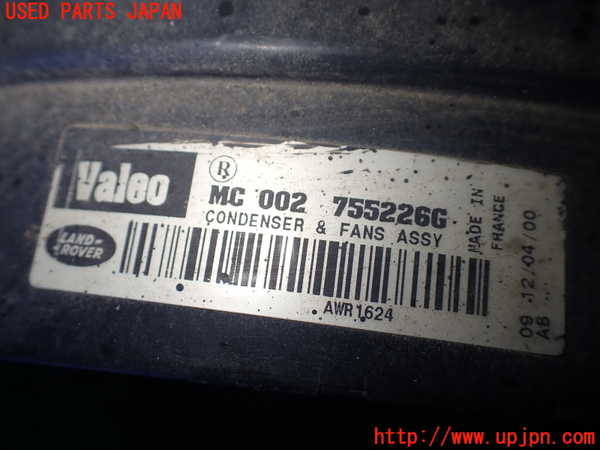 USED PARTS JAPAN
Valeo
®
MC 002 755226G
CONDENSER & FANS ASSY
MADE IN
FRANCE
LAND-
ROVER
AWR1624
09 12/04/00
AB
http://www.upjpn.com/